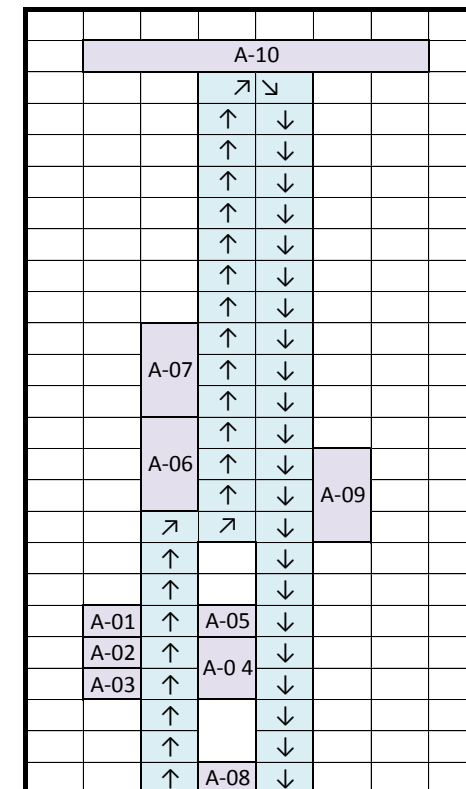 A-10
↗ ↘
↑ ↓
↑ ↓
↑ ↓
↑ ↓
↑ ↓
↑ ↓
↑ ↓
↑ ↓
A-07 ↑ ↓
↑ ↓
↑ ↓
A-06 ↑ ↓
↑ ↓ A-09
↗ ↗ ↓
↑ ↓
↑ ↓
A-01 ↑ A-05 ↓
A-02 ↑ A-0 4 ↓
A-03 ↑ ↓
↑ ↓
↑ ↓
↑ A-08 ↓